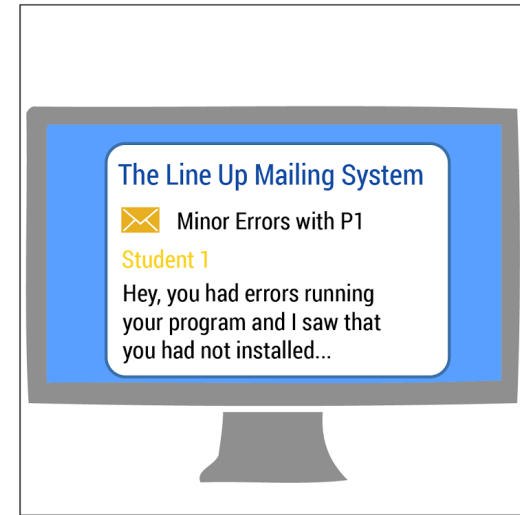 The Line Up Mailing System
Minor Errors with P1
Student 1
Hey, you had errors running
your program and I saw that
you had not installed...